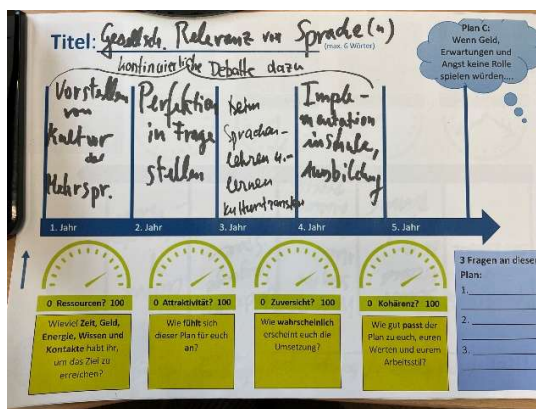 Titel: Gesellsch. Relevanz von Sprache(n)
(max. 6 Wörter)
kontinuierliche Debatte dazu
Plan C:
Wenn Geld,
Erwartungen und
Angst keine Rolle
spielen würden....
Vorstellen
von
Kultur
der
Mehrspr.
Perfektion
in Frage
stellen
beim
Sprachen-
lehren u. -
lernen
Imple-
mentation
in Schule,
Ausbildung
1. Jahr
2. Jahr
3. Jahr
4. Jahr
5. Jahr
0 Ressourcen? 100
0 Attraktivität? 100
0 Zuversicht? 100
0 Kohärenz? 100
Wieviel Zeit, Geld,
Energie, Wissen und
Kontakte habt ihr,
um das Ziel zu
erreichen?
Wie fühlt sich
dieser Plan für euch
an?
Wie wahrscheinlich
erscheint euch die
Umsetzung?
Wie gut passt der
Plan zu euch, euren
Werten und eurem
Arbeitsstil?
3 Fragen an diesen
Plan:
1.
2.
3.